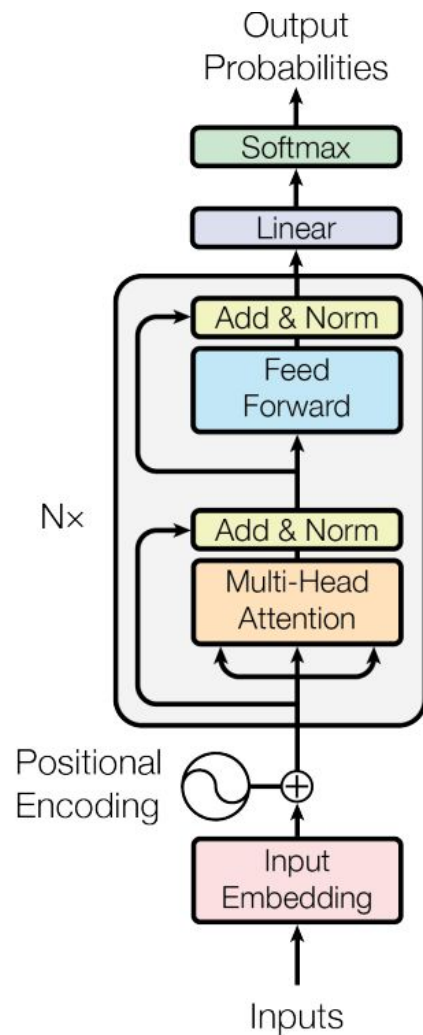 Output
Probabilities
Softmax
Linear
Add & Norm
Feed
Forward
N×
Add & Norm
Multi-Head
Attention
Positional
Encoding
Input
Embedding
Inputs